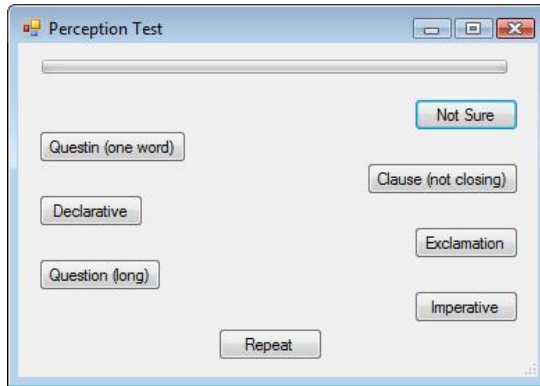 Perception Test
Not Sure
Questin (one word)
Clause (not closing)
Declarative
Exclamation
Question (long)
Imperative
Repeat